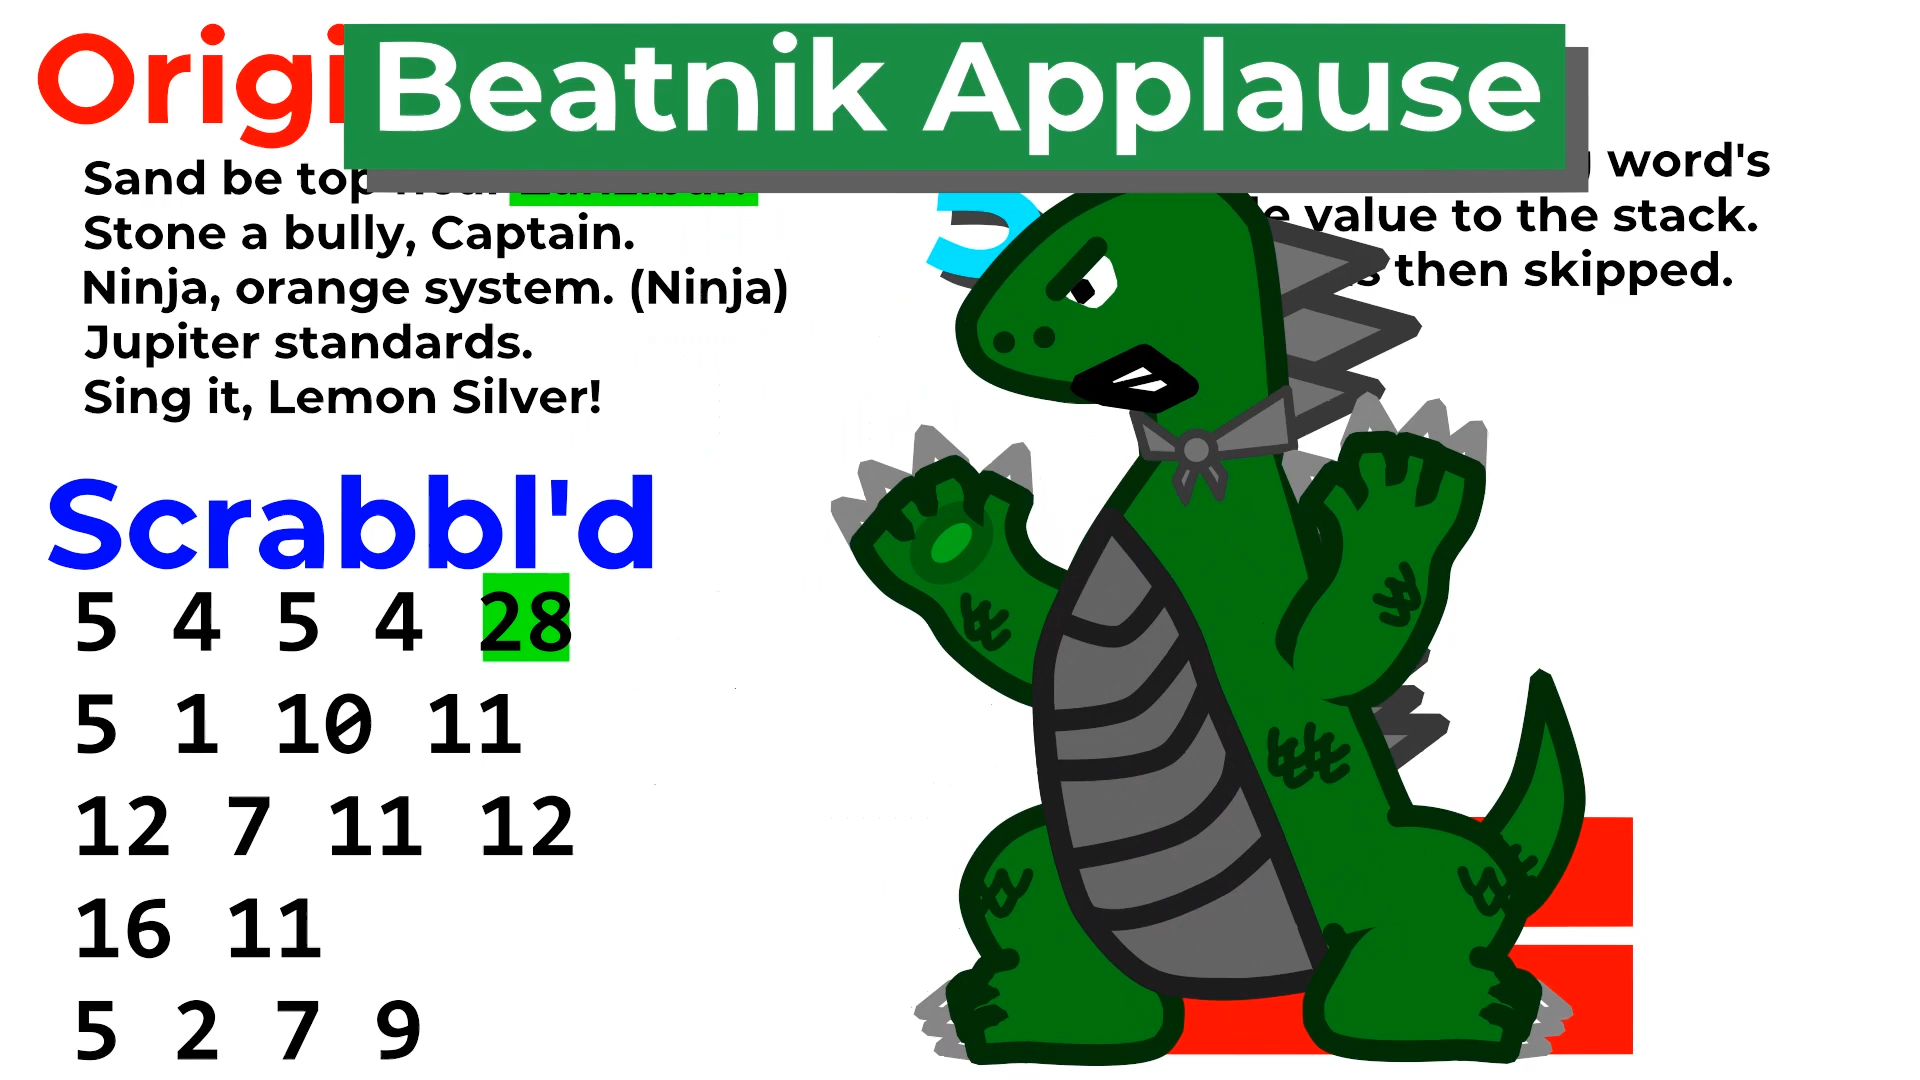 Beatnik Applause
Origi
Sand be top
Stone a bully, Captain.
Ninja, orange system. (Ninja)
Jupiter standards.
Sing it, Lemon Silver!
word's
value to the stack.
then skipped.
Scrabbl'd
5 4 5 4 28
5 1 10 11
12 7 11 12
16 11
5 2 7 9